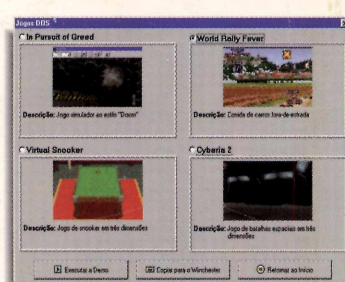 Jogos DOS
In Pursuit of Greed
World Rally Fever
Descrição: Jogo simulador ao estilo "Doom"
Descrição: Corrida de carros fora-de-estrada
Virtual Snooker
Cyberia 2
Descrição: Jogo de snooker em três dimensões
Descrição: Jogo de batalhas espaciais em três
dimensões
Executar a Demo
Copiar para o Winchester
Retornar ao Início